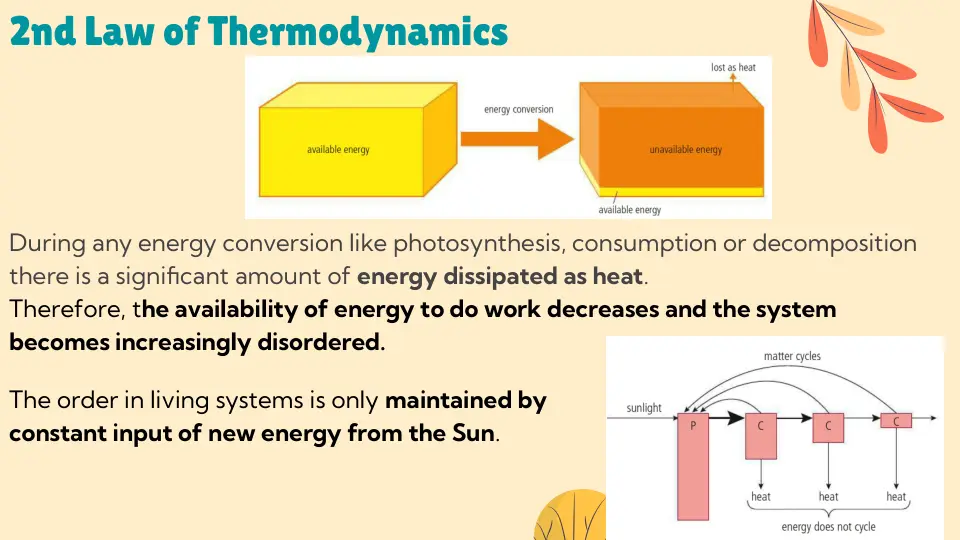 2nd Law of Thermodynamics
lost as heat
energy conversion
available energy
unavailable energy
available energy
During any energy conversion like photosynthesis, consumption or decomposition
there is a significant amount of energy dissipated as heat.
Therefore, the availability of energy to do work decreases and the system
becomes increasingly disordered.
The order in living systems is only maintained by
constant input of new energy from the Sun.
matter cycles
sunlight
P C C C
heat heat heat
energy does not cycle